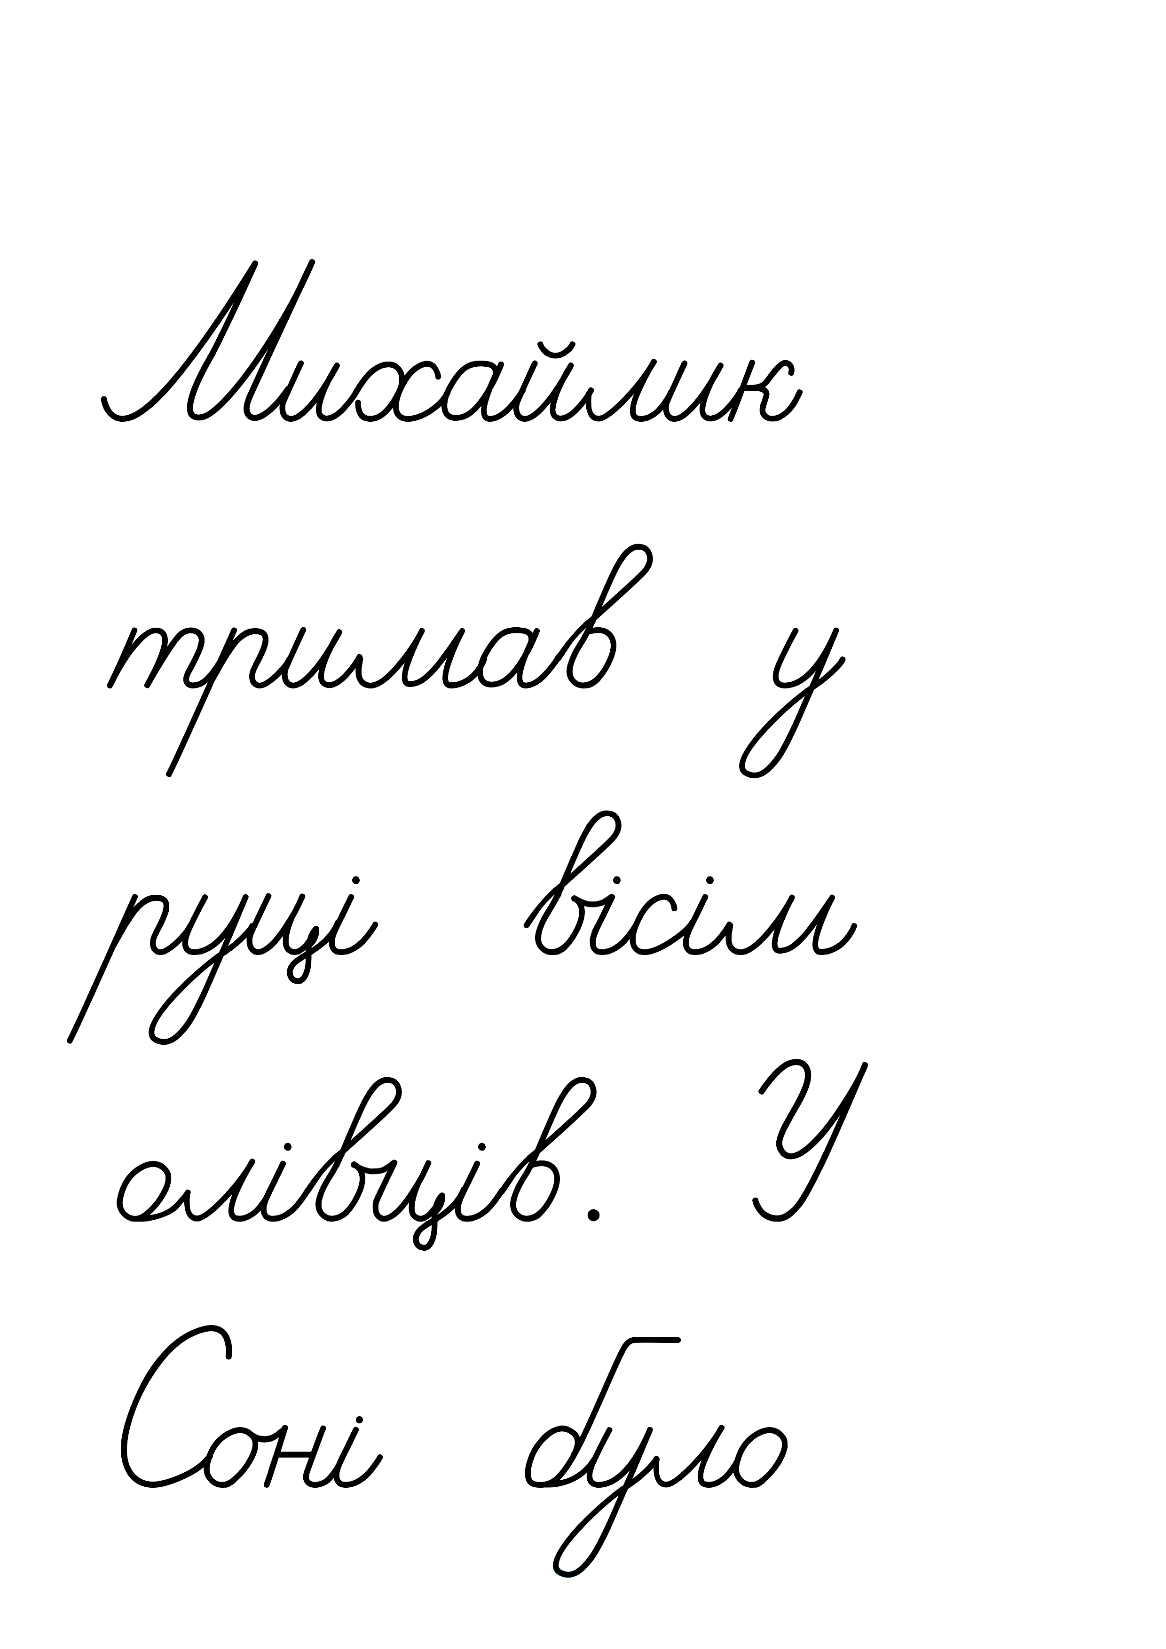 Михайлик
тримав у
руці вісім
олівців. У
Соні було